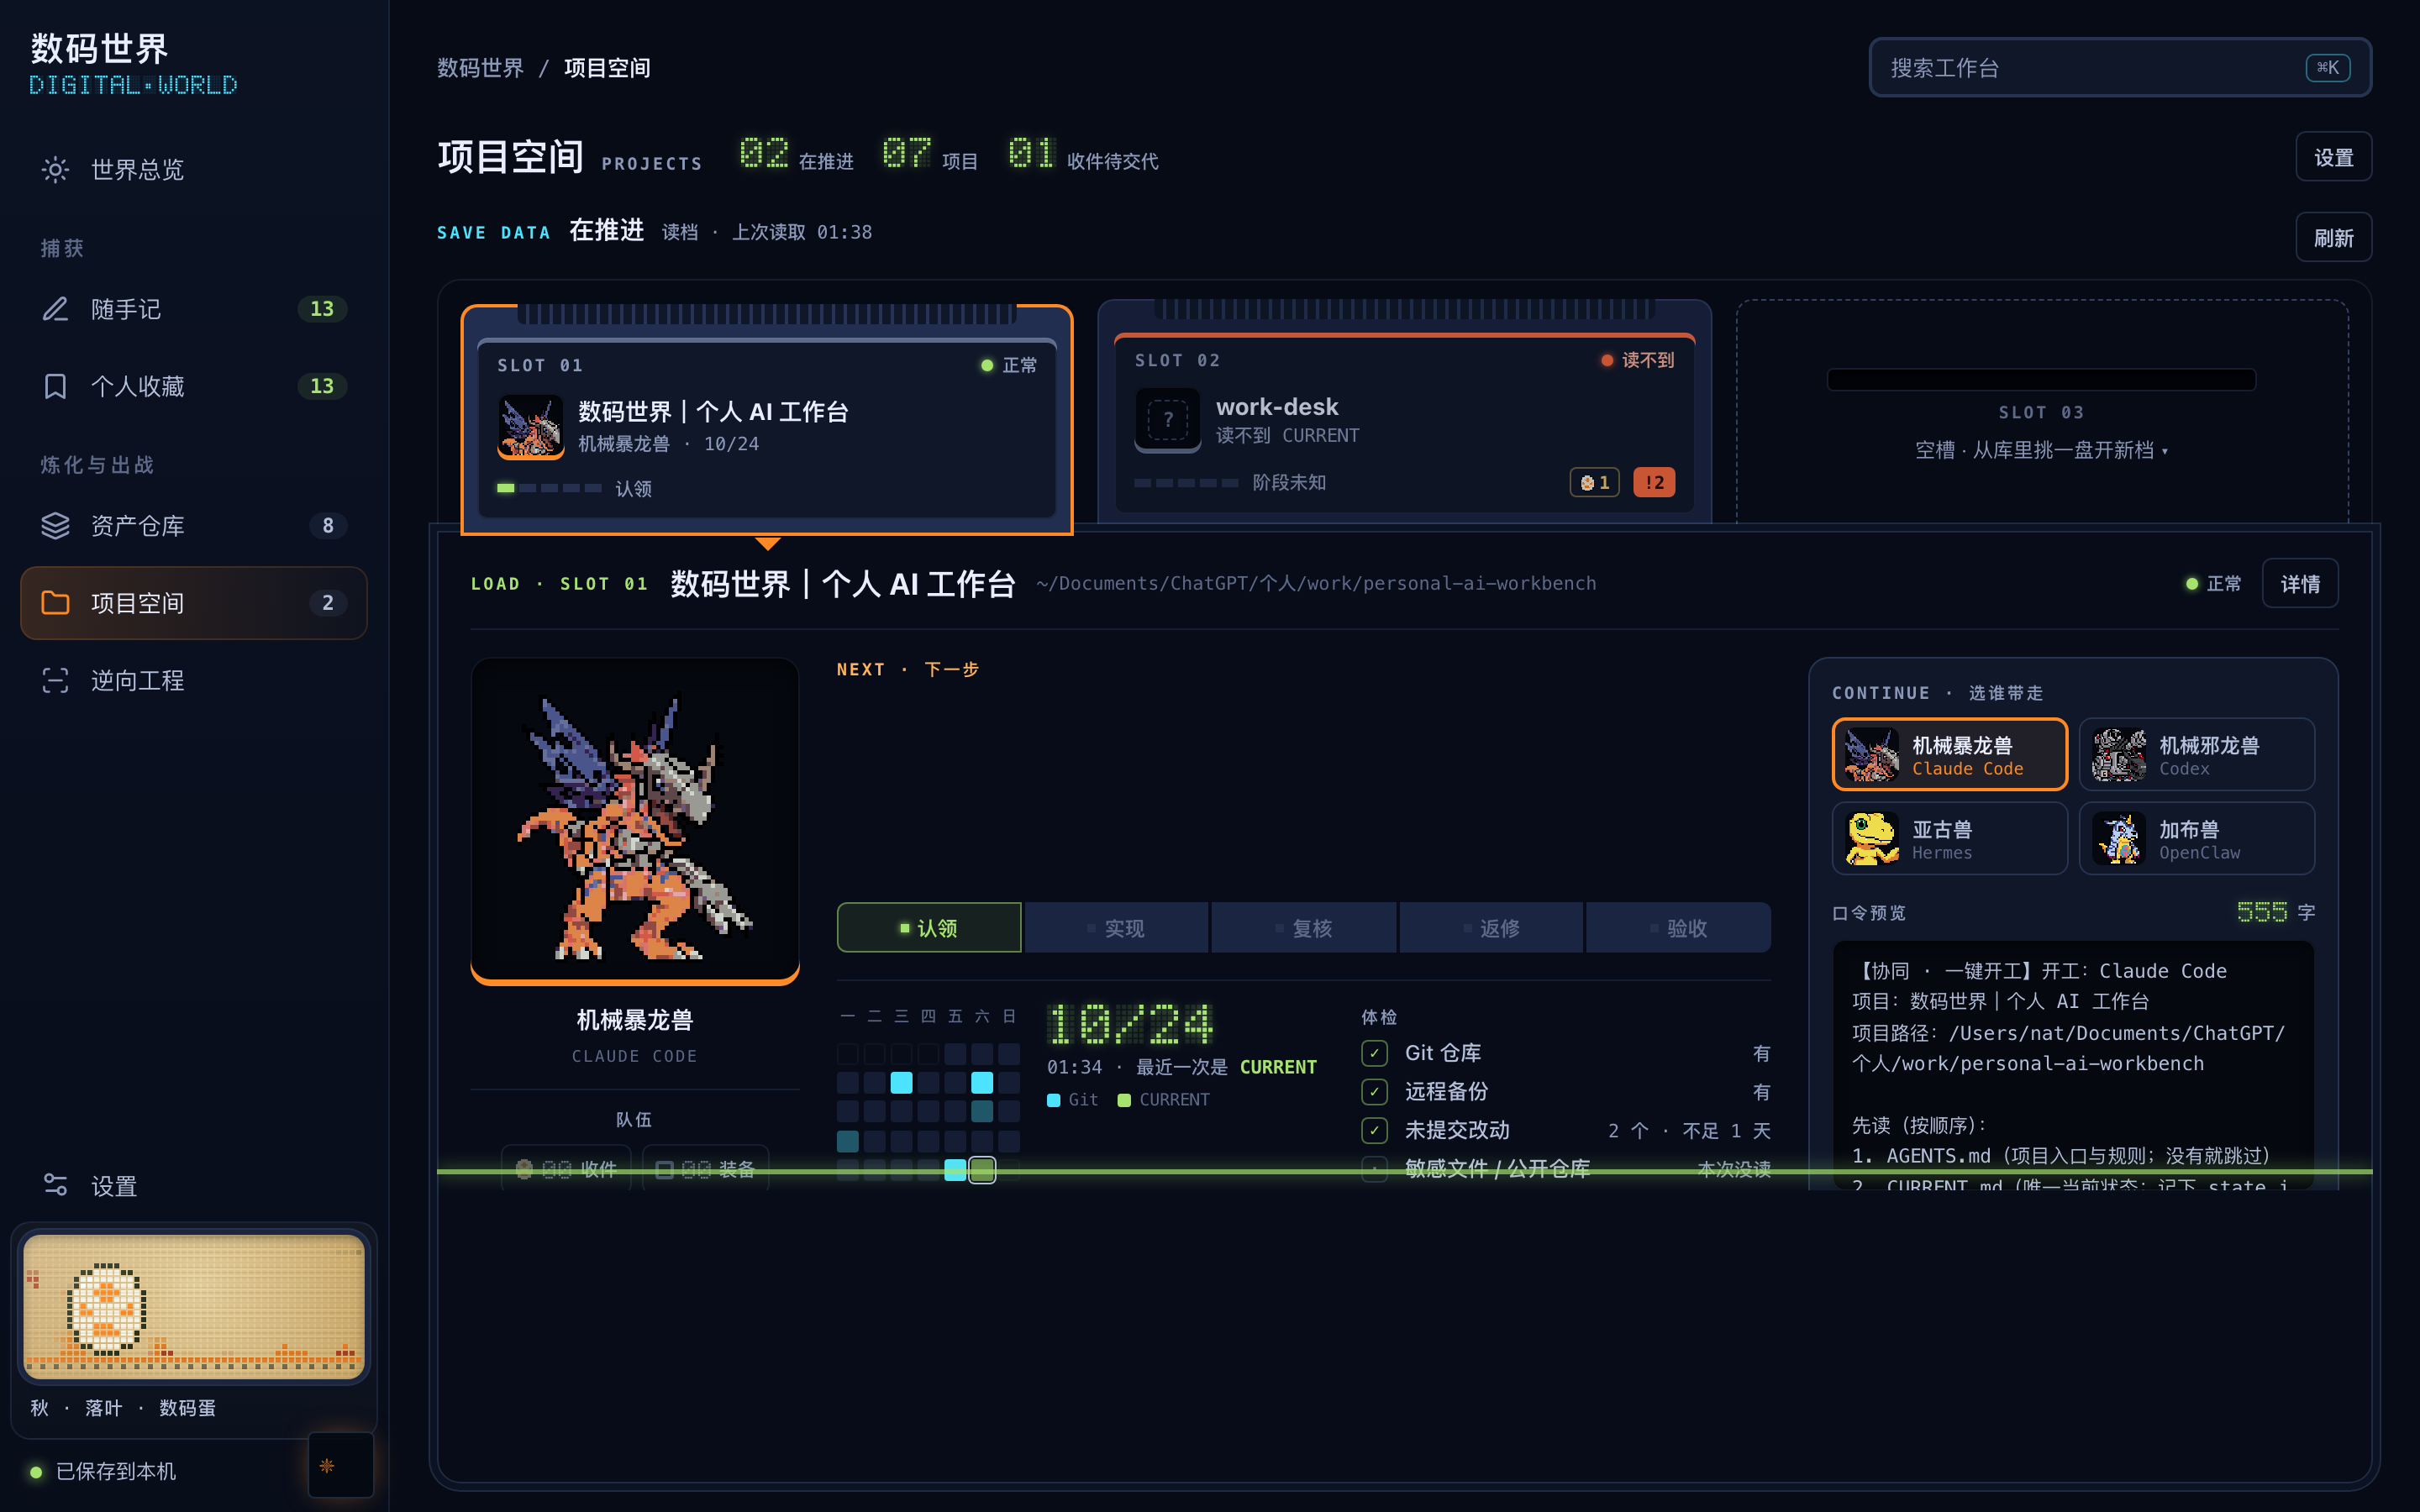 数码世界
DIGITAL·WORLD
世界总览
捕获
随手记 13
个人收藏 13
炼化与出战
资产仓库 8
项目空间 2
逆向工程
设置
秋 · 落叶 · 数码蛋
已保存到本机
数码世界 / 项目空间
搜索工作台 ⌘K
项目空间 PROJECTS 02 在推进 07 项目 01 收件待交代
设置
SAVE DATA 在推进 读档 · 上次读取 01:38
刷新
SLOT 01 正常
数码世界｜个人 AI 工作台
机械暴龙兽 · 10/24
认领
SLOT 02 读不到
?
work-desk
读不到 CURRENT
阶段未知 1 !2
SLOT 03
空槽 · 从库里挑一盘开新档 ▾
LOAD · SLOT 01 数码世界｜个人 AI 工作台 ~/Documents/ChatGPT/个人/work/personal-ai-workbench 正常 详情
机械暴龙兽
CLAUDE CODE
队伍
00 收件 00 装备
NEXT · 下一步
认领 实现 复核 返修 验收
一 二 三 四 五 六 日
10/24
01:34 · 最近一次是 CURRENT
Git CURRENT
体检
✓ Git 仓库 有
✓ 远程备份 有
✓ 未提交改动 2 个 · 不足 1 天
敏感文件 / 公开仓库 本次没读
CONTINUE · 选谁带走
机械暴龙兽
Claude Code
机械邪龙兽
Codex
亚古兽
Hermes
加布兽
OpenClaw
口令预览 555 字
【协同 · 一键开工】开工：Claude Code
项目：数码世界｜个人 AI 工作台
项目路径：/Users/nat/Documents/ChatGPT/
个人/work/personal-ai-workbench
先读（按顺序）：
1. AGENTS.md（项目入口与规则；没有就跳过）
2. CURRENT.md（唯一当前状态；记下 state_i